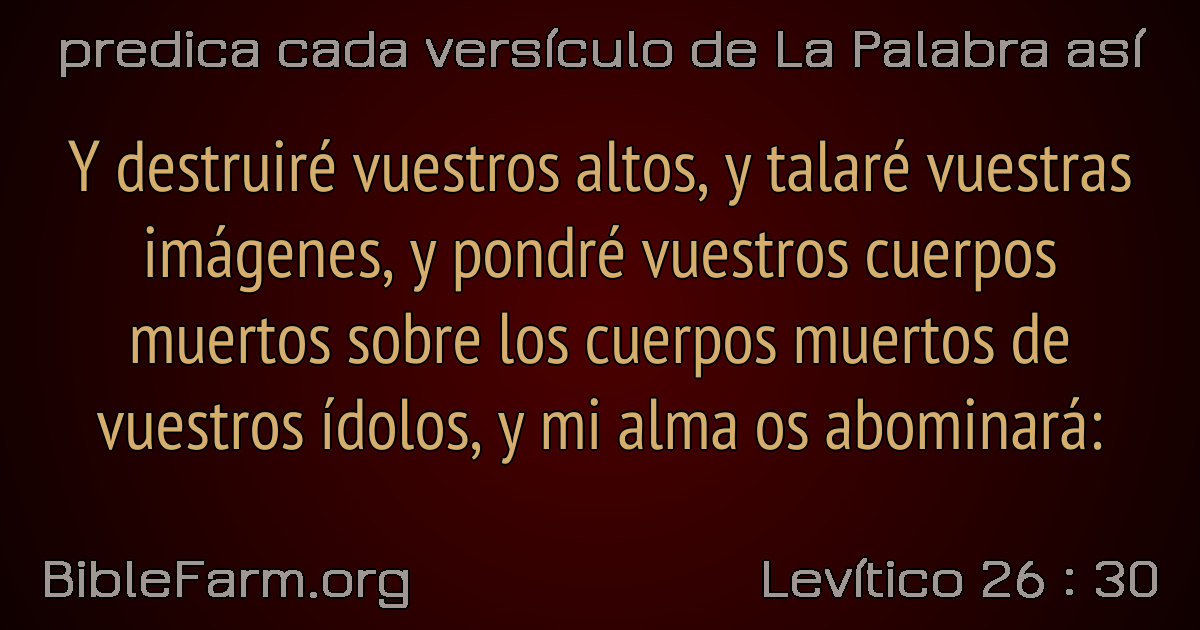 predica cada versículo de La Palabra así
Y destruiré vuestros altos, y talaré vuestras
imágenes, y pondré vuestros cuerpos
muertos sobre los cuerpos muertos de
vuestros ídolos, y mi alma os abominará:
BibleFarm.org
Levítico 26 : 30